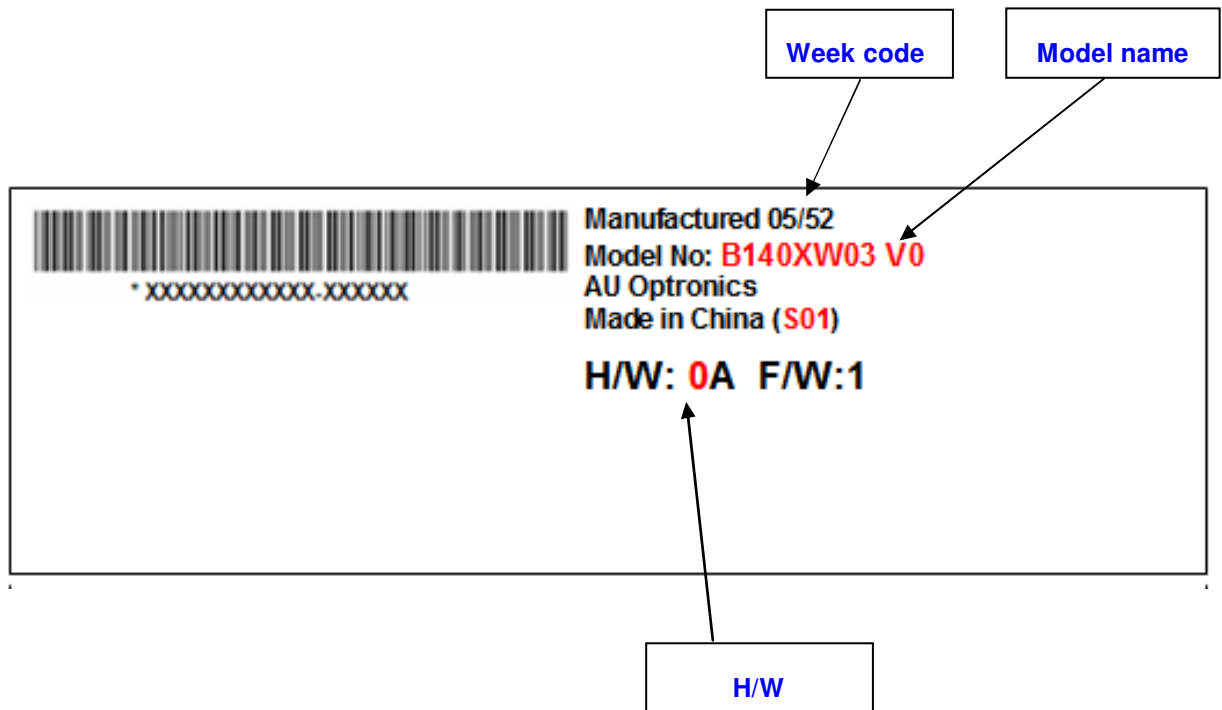 Week code
Model name
Manufactured 05/52
Model No: B140XW03 V0
AU Optronics
Made in China (S01)
* XXXXXXXXXXXXX-XXXXXX
H/W: 0A F/W:1
H/W